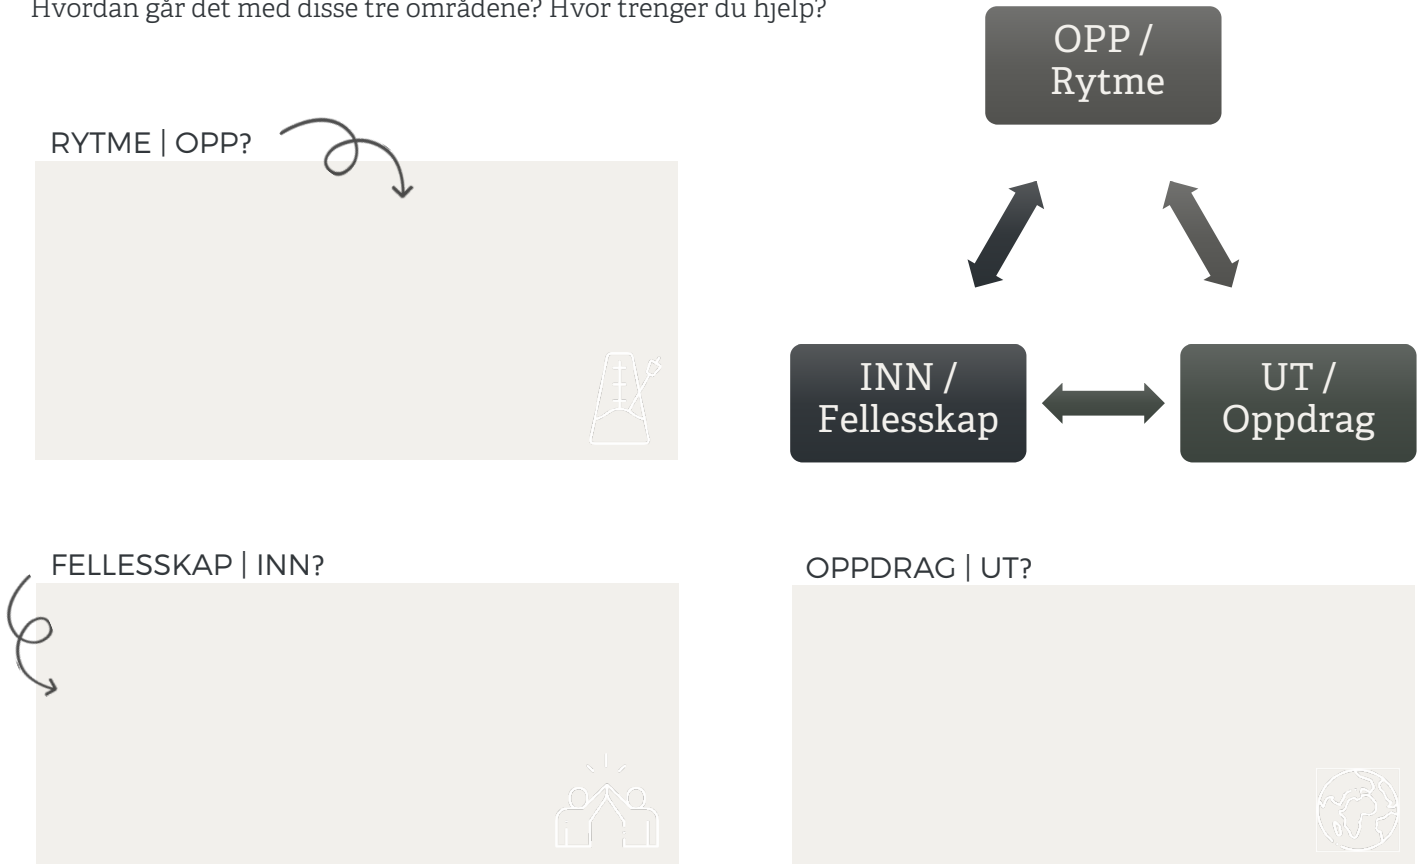 Hvordan går det med disse tre områdene? Hvor trenger du hjelp?
OPP /
Rytme
RYTME | OPP?
INN /
Fellesskap
UT /
Oppdrag
FELLESSKAP | INN?
OPPDRAG | UT?